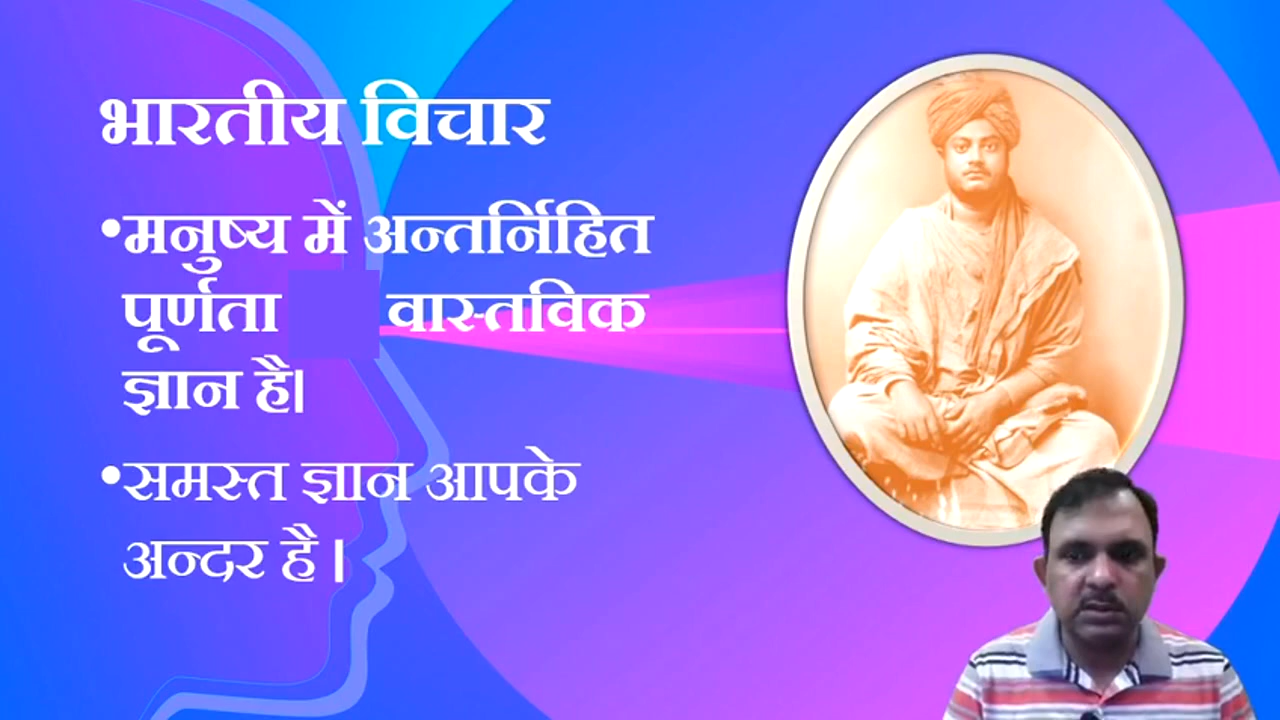 भारतीय विचार
•मनुष्य में अन्तर्निहित
पूर्णता वास्तविक
ज्ञान है।
•समस्त ज्ञान आपके
अन्दर है ।